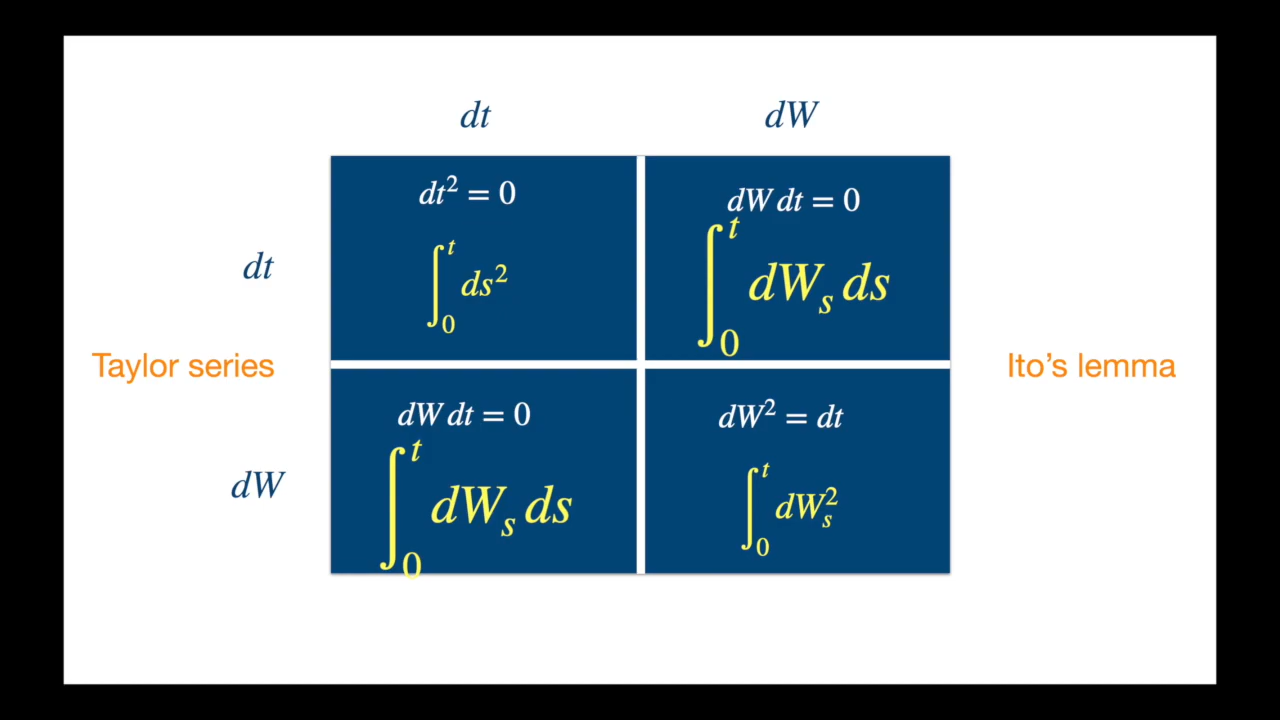 dt dW
dt² = 0 dW dt = 0
dt ∫₀ᵗ ds² ∫₀ᵗ dWₛ ds
Taylor series Ito’s lemma
dW dt = 0 dW² = dt
dW ∫₀ᵗ dWₛ ds ∫₀ᵗ dWₛ²